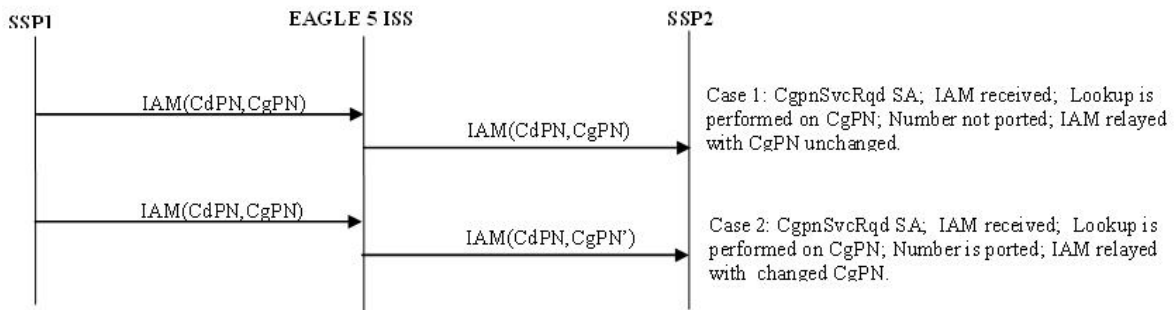 SSP1
EAGLE 5 ISS
SSP2
IAM(CdPN,CgPN)
IAM(CdPN,CgPN)
Case 1: CgpnSvcRqd SA; IAM received; Lookup is
performed on CgPN; Number not ported; IAM relayed
with CgPN unchanged.
IAM(CdPN,CgPN)
IAM(CdPN,CgPN’)
Case 2: CgpnSvcRqd SA; IAM received; Lookup is
performed on CgPN; Number is ported; IAM relayed
with changed CgPN.